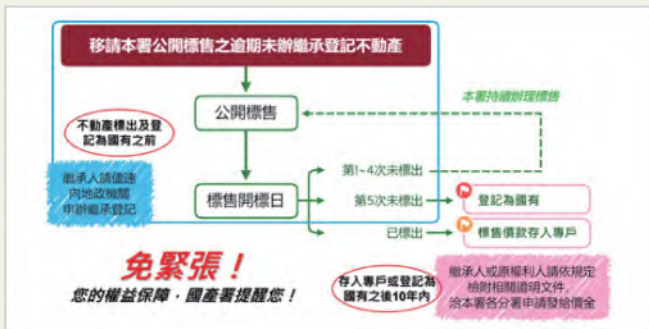 移請本署公開標售之逾期未辦繼承登記不動產
公開標售
本署持續辦理標售
不動產標出及登
記為國有之前
繼承人請儘速
向地政機關
申辦繼承登記
標售開標日
第1~4次未標出
第5次未標出
登記為國有
已標出
標售價款存入專戶
免緊張！
您的權益保障，國產署提醒您！
存入專戶或登記為
國有之後10年內
繼承人或原權利人請依規定
檢附相關證明文件，
洽本署各分署申請發給價金